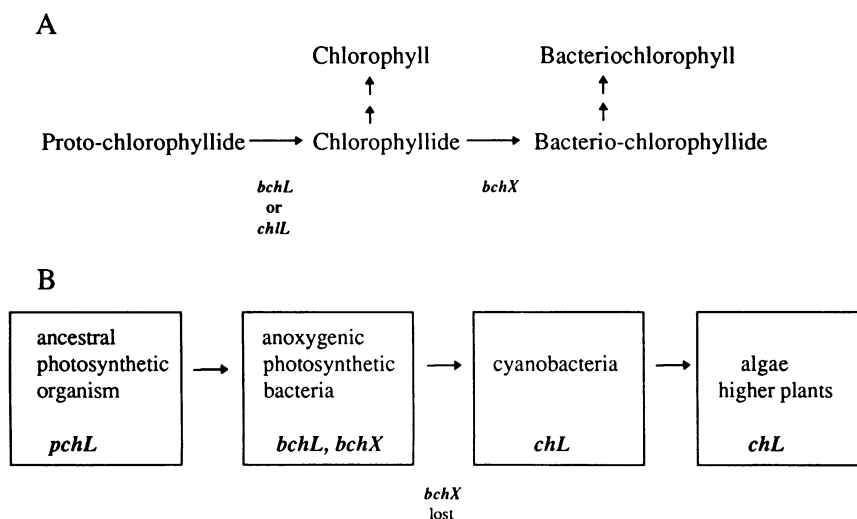 A
Chlorophyll Bacteriochlorophyll
Proto-chlorophyllide Chlorophyllide Bacterio-chlorophyllide
bchL bchX
or
chlL
B
ancestral
photosynthetic
organism
pchL
anoxygenic
photosynthetic
bacteria
bchL, bchX
cyanobacteria
chL
algae
higher plants
chL
bchX
lost